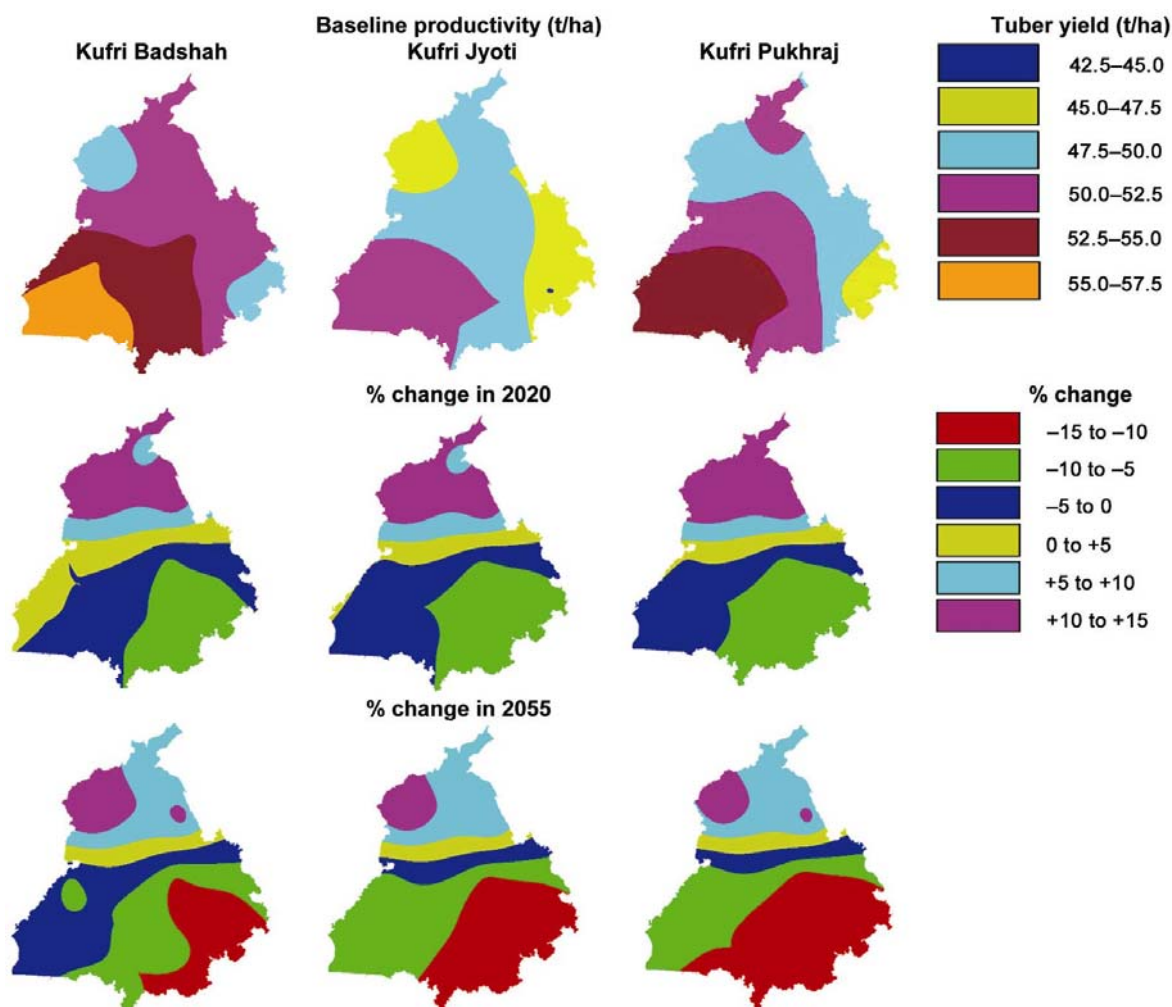 Baseline productivity (t/ha)
Kufri Badshah
Kufri Jyoti
Kufri Pukhraj
Tuber yield (t/ha)
42.5–45.0
45.0–47.5
47.5–50.0
50.0–52.5
52.5–55.0
55.0–57.5
% change in 2020
% change
–15 to –10
–10 to –5
–5 to 0
0 to +5
+5 to +10
+10 to +15
% change in 2055